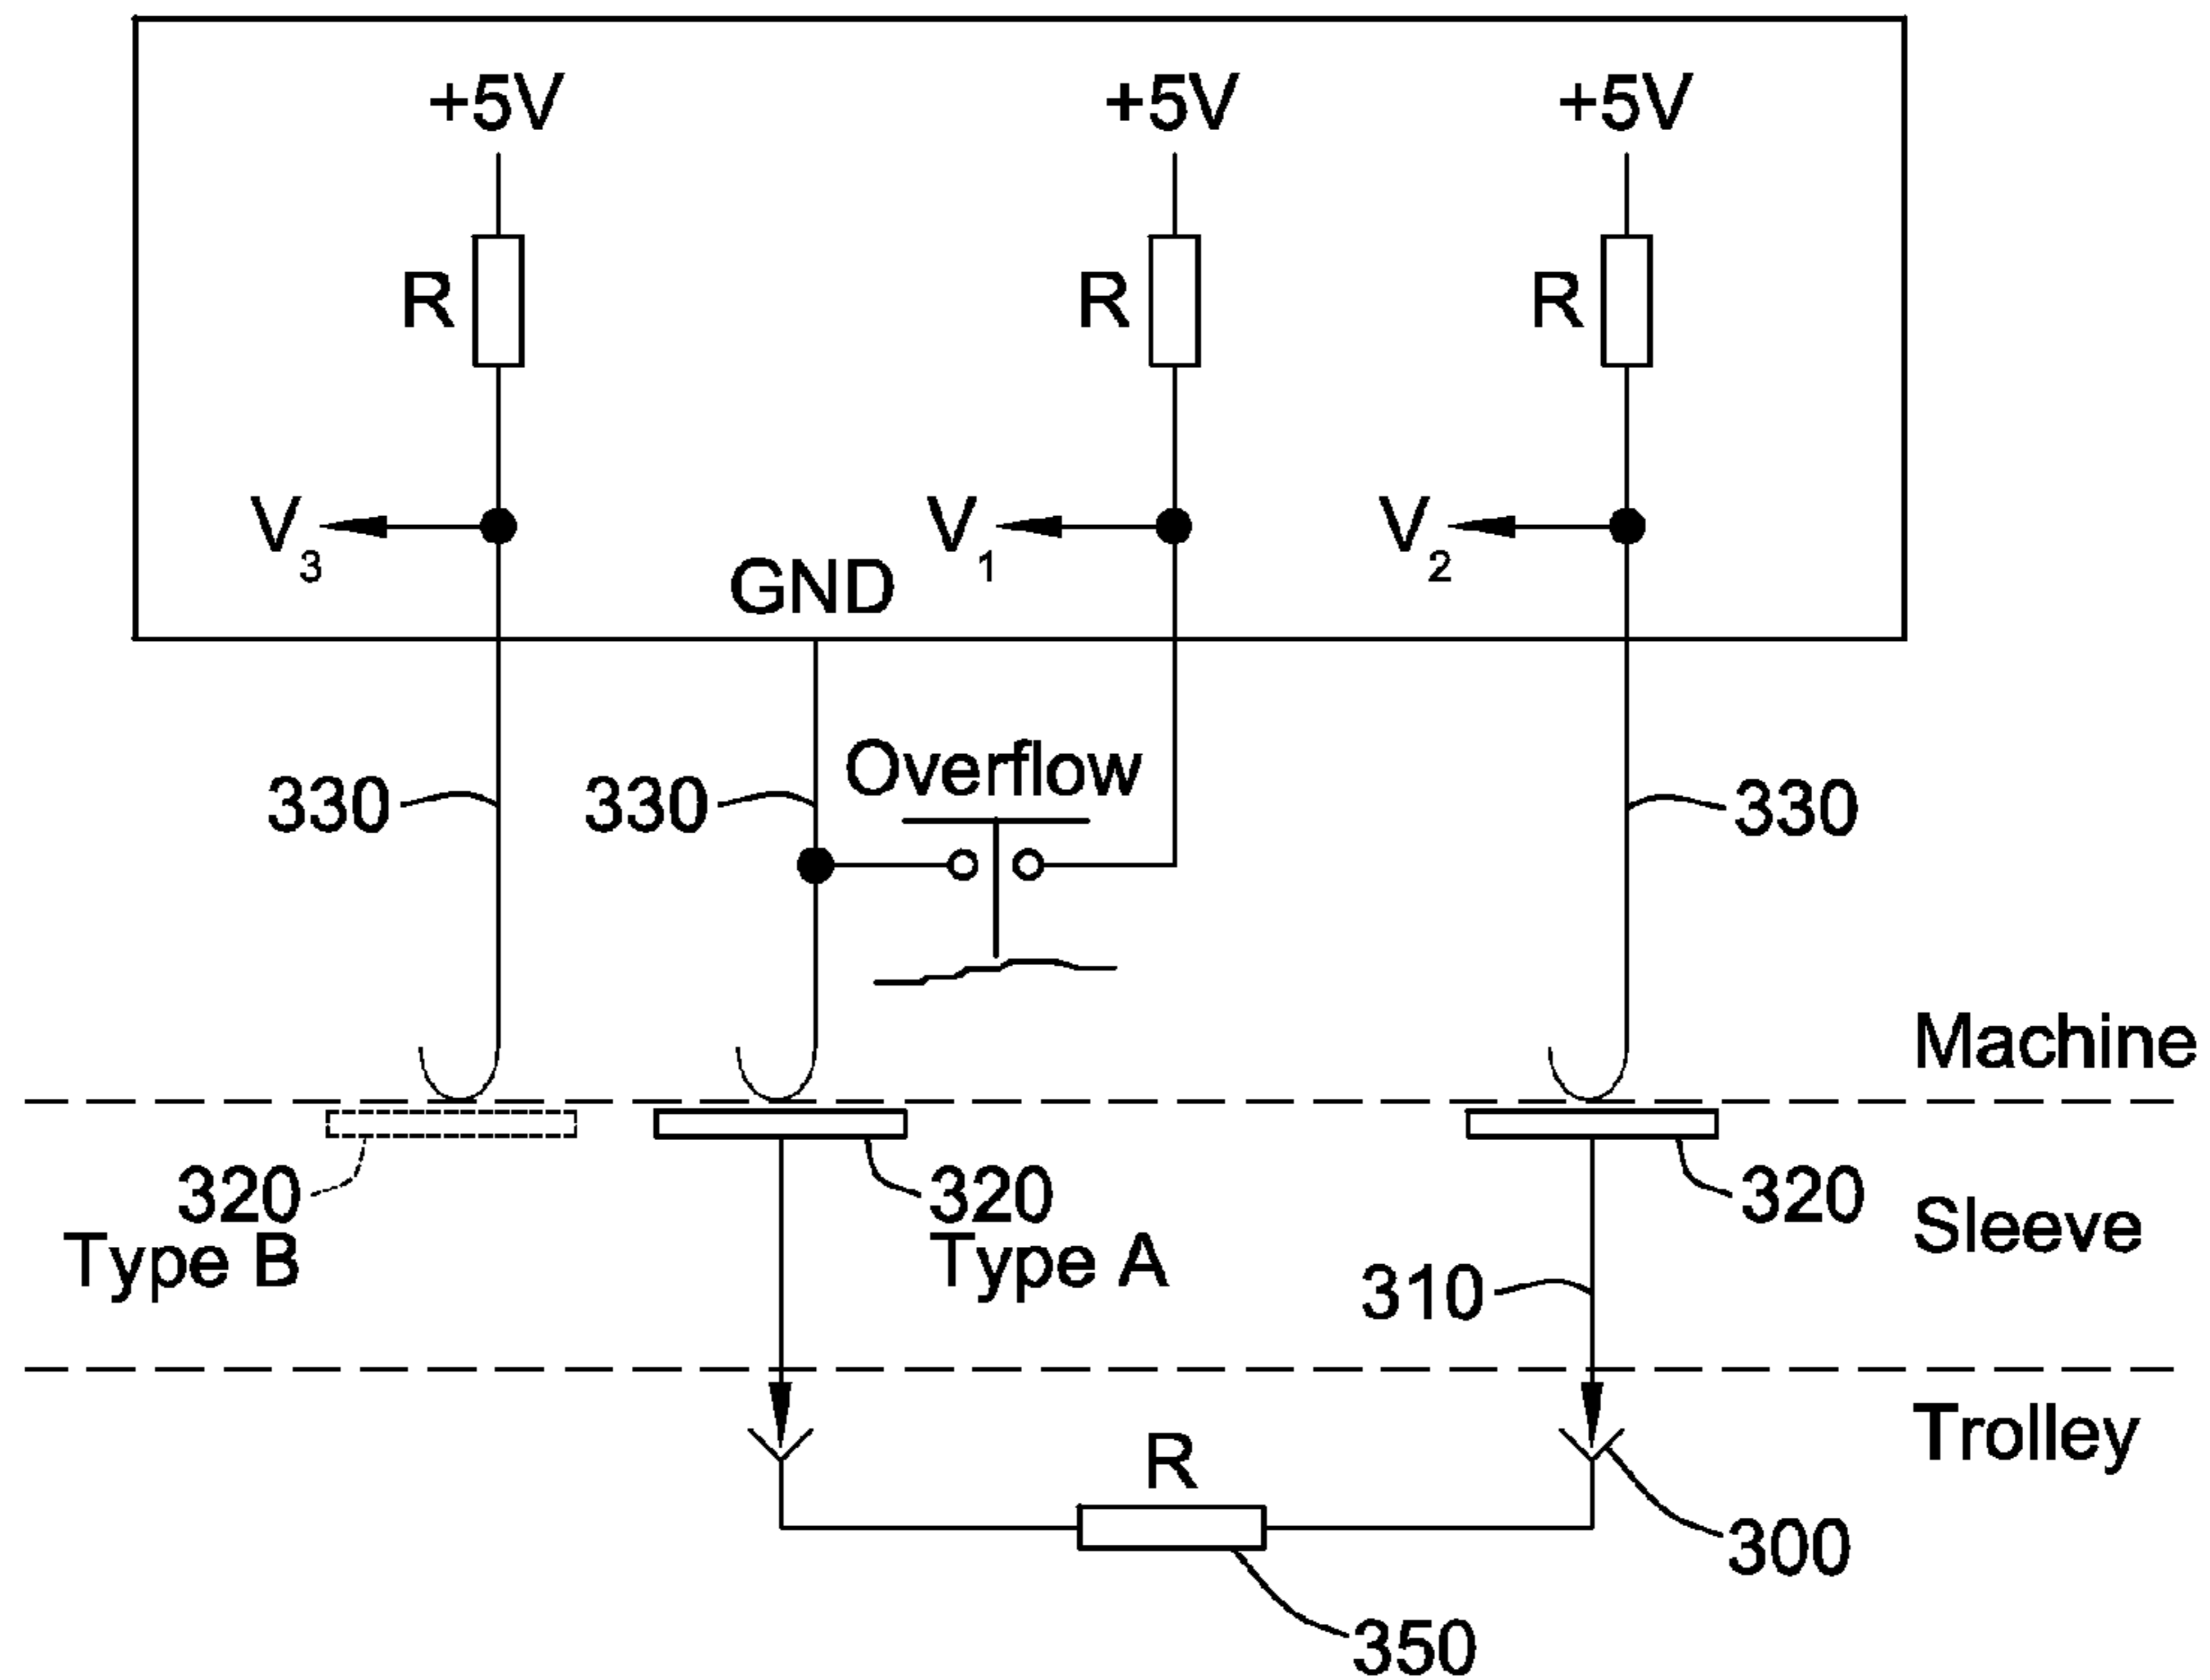 +5V +5V +5V
R R R
V3 V1 V2
GND
Overflow
330 330 330
Machine
320 320 320
Type B Type A Sleeve
310
Trolley
R
300
350